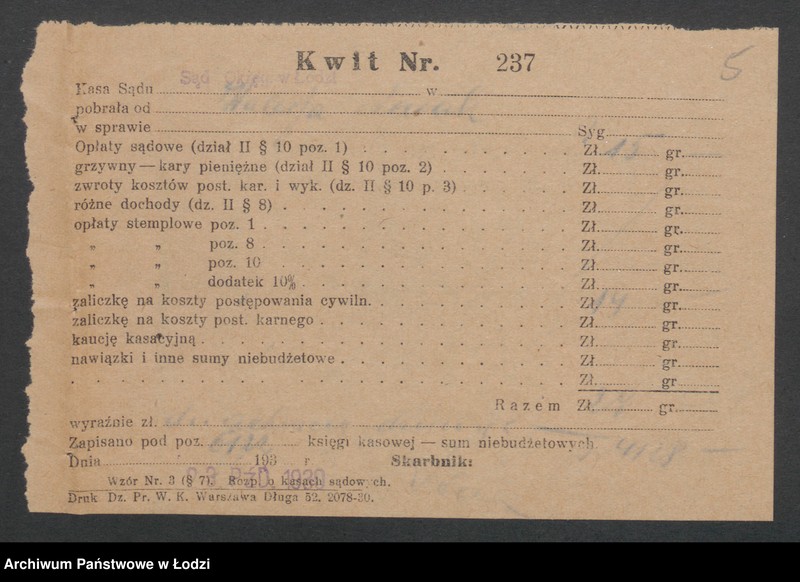 Kwit Nr. 237
5
Sąd Okręg. w Łodzi
Kasa Sądu w
pobrała od
w sprawie Syg.
Opłaty sądowe (dział II § 10 poz. 1) Zł. 15 gr.
grzywny — kary pieniężne (dział II § 10 poz. 2) Zł. gr.
zwroty kosztów post. kar. i wyk. (dz. II § 10 p. 3) Zł. gr.
różne dochody (dz. II § 8) Zł. gr.
opłaty stemplowe poz. 1 Zł. gr.
„ „ poz. 8 Zł. gr.
„ „ poz. 10 Zł. gr.
„ „ dodatek 10% Zł. gr.
zaliczkę na koszty postępowania cywiln. Zł. 14 gr.
zaliczkę na koszty post. karnego Zł. gr.
kaucję kasacyjną Zł. gr.
nawiązki i inne sumy niebudżetowe Zł. gr.
Zł. gr.
Razem Zł. gr.
wyraźnie zł.
Zapisano pod poz. księgi kasowej — sum niebudżetowych.
Dnia 193 r Skarbnik:
Wzór Nr. 3 (§ 7). Rozp. o kasach sądowych.
Druk Dz. Pr. W. K. Warszawa Długa 52. 2078-30.
Archiwum Państwowe w Łodzi